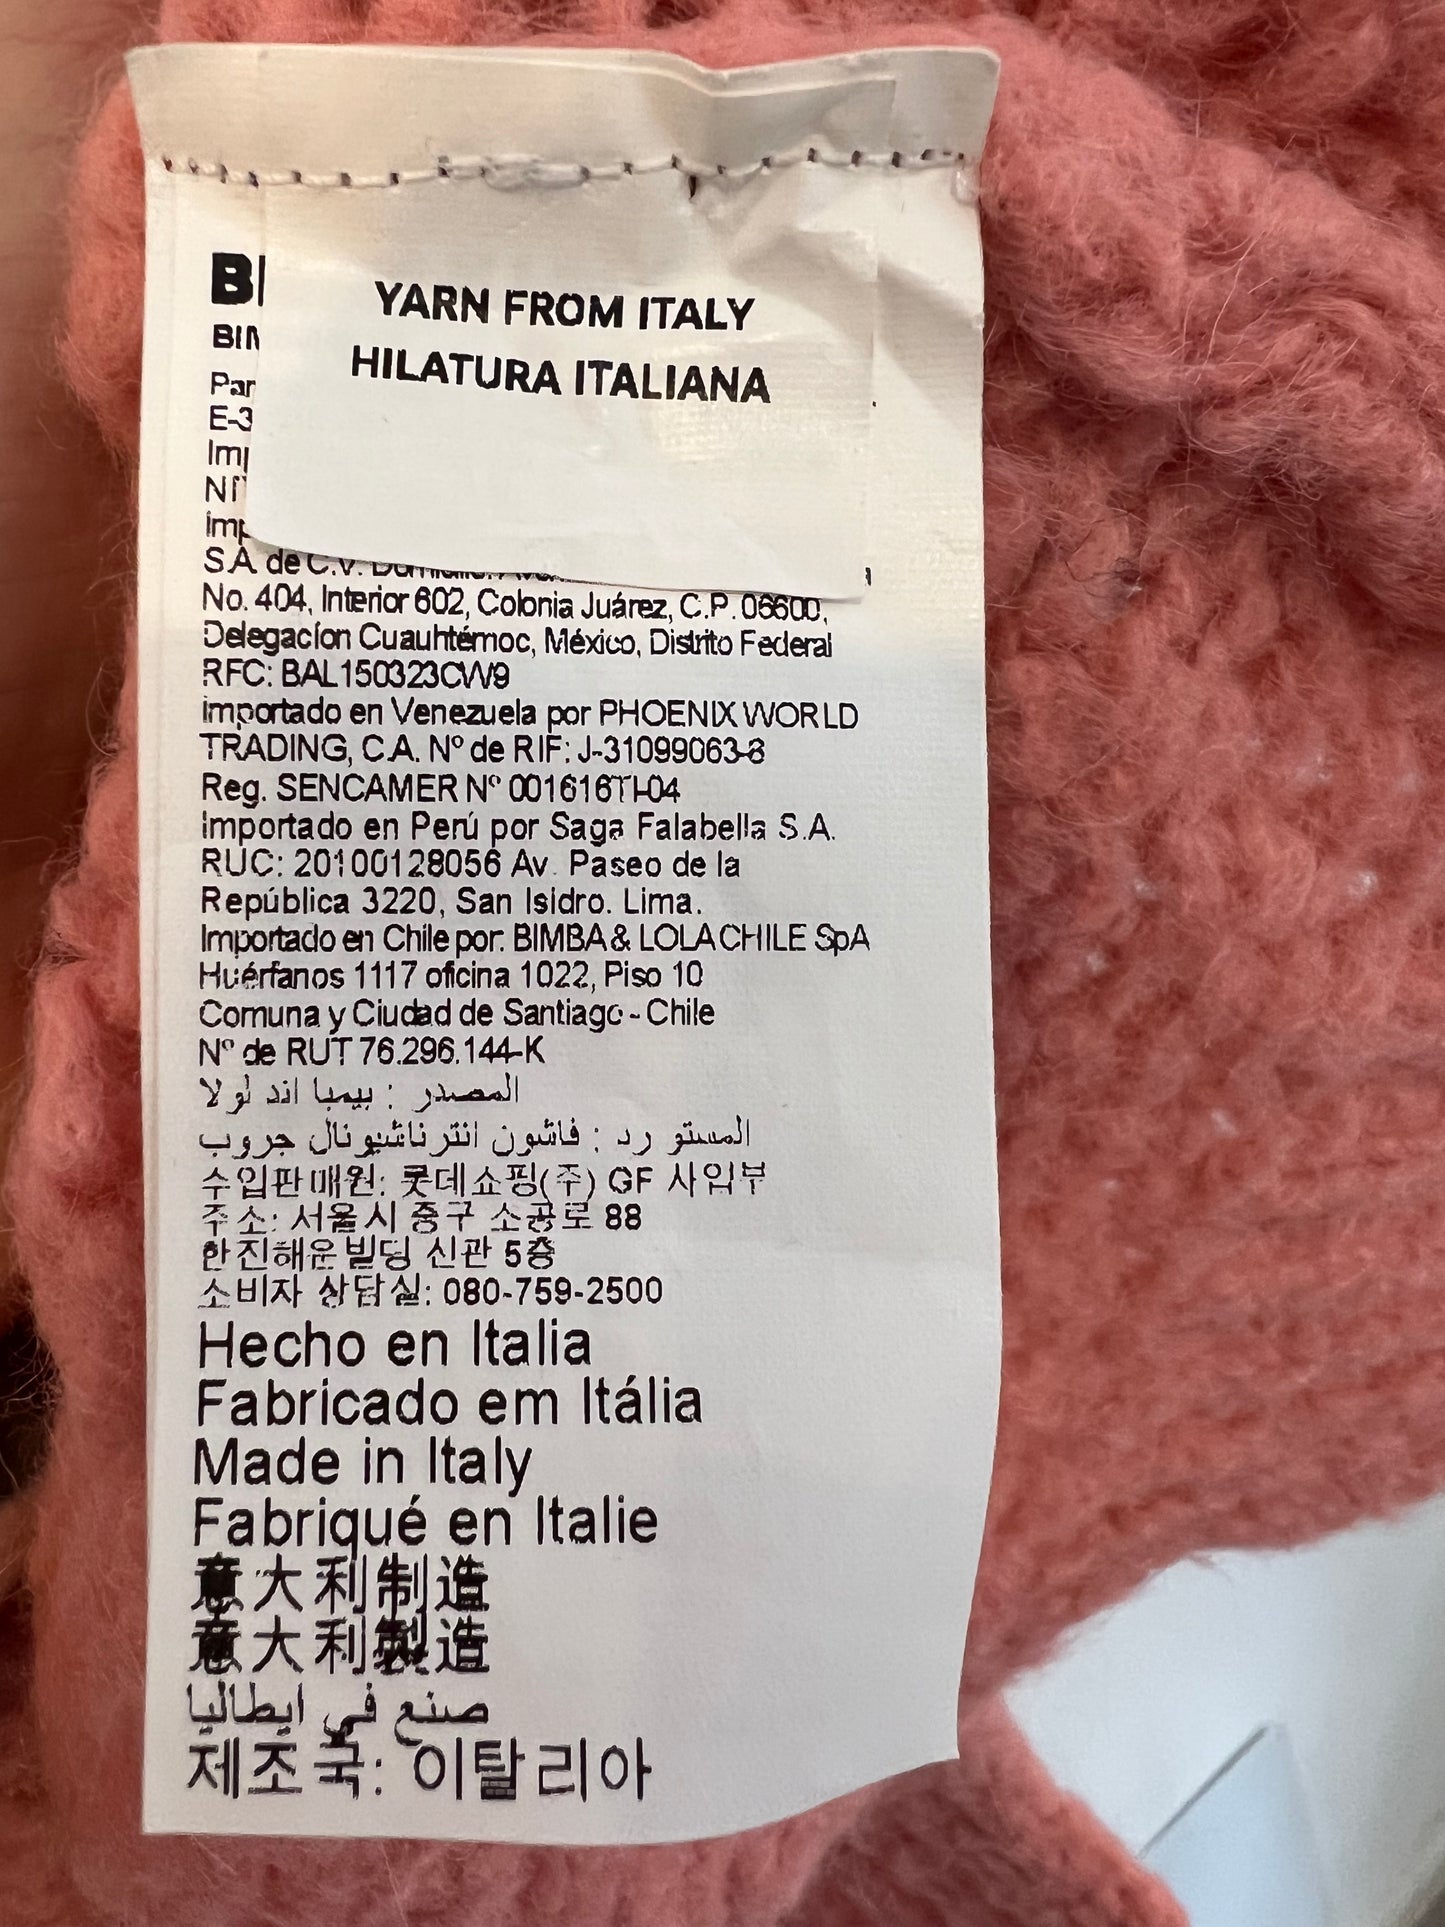 YARN FROM ITALY
HILATURA ITALIANA
S.A. de C.V.
No. 404, Interior 602, Colonia Juárez, C.P. 06600,
Delegacíon Cuauhtémoc, México, Distrito Federal
RFC: BAL150323CW9
Importado en Venezuela por PHOENIX WORLD
TRADING, C.A. Nº de RIF: J-31099063-8
Reg. SENCAMER Nº 001616TI-04
Importado en Perú por Saga Falabella S.A.
RUC: 20100128056 Av. Paseo de la
República 3220, San Isidro. Lima.
Importado en Chile por: BIMBA & LOLA CHILE SpA
Huérfanos 1117 oficina 1022, Piso 10
Comuna y Ciudad de Santiago - Chile
Nº de RUT 76.296.144-K
المصدر : بيمبا اند لولا
المستو رد : فاشون انترناشيونال جروب
수입판매원: 롯데쇼핑(주) GF 사입부
주소: 서울시 중구 소공로 88
한진해운빌딩 신관 5층
소비자 상담실: 080-759-2500
Hecho en Italia
Fabricado em Itália
Made in Italy
Fabriqué en Italie
意大利制造
意大利製造
صنع في ايطاليا
제조국: 이탈리아